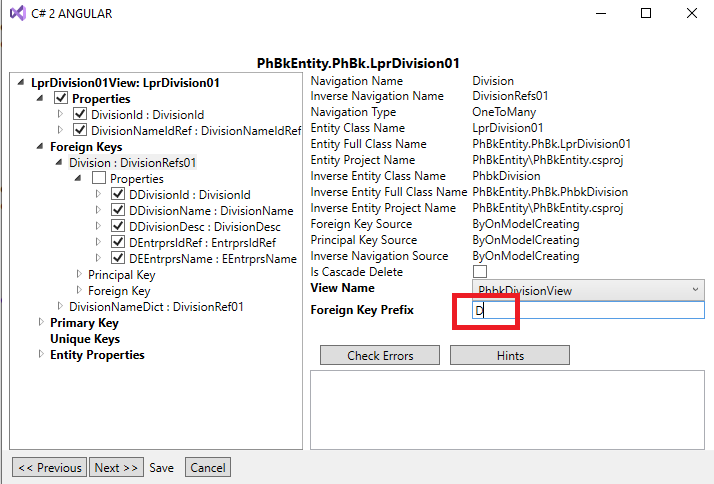 C# 2 ANGULAR
PhBkEntity.PhBk.LprDivision01
LprDivision01View: LprDivision01
Properties
DivisionId : DivisionId
DivisionNameIdRef : DivisionNameIdRef
Foreign Keys
Division : DivisionRefs01
Properties
DDivisionId : DivisionId
DDivisionName : DivisionName
DDivisionDesc : DivisionDesc
DEntrprsIdRef : EntrprsIdRef
DEEntrprsName : EEntrprsName
Principal Key
Foreign Key
DivisionNameDict : DivisionRef01
Primary Key
Unique Keys
Entity Properties
Navigation Name Division
Inverse Navigation Name DivisionRefs01
Navigation Type OneToMany
Entity Class Name LprDivision01
Entity Full Class Name PhBkEntity.PhBk.LprDivision01
Entity Project Name PhBkEntity\PhBkEntity.csproj
Inverse Entity Class Name PhbkDivision
Inverse Entity Full Class Name PhBkEntity.PhBk.PhbkDivision
Inverse Entity Project Name PhBkEntity\PhBkEntity.csproj
Foreign Key Source ByOnModelCreating
Principal Key Source ByOnModelCreating
Inverse Navigation Source ByOnModelCreating
Is Cascade Delete
View Name PhbkDivisionView
Foreign Key Prefix D
Check Errors Hints
<< Previous Next >> Save Cancel